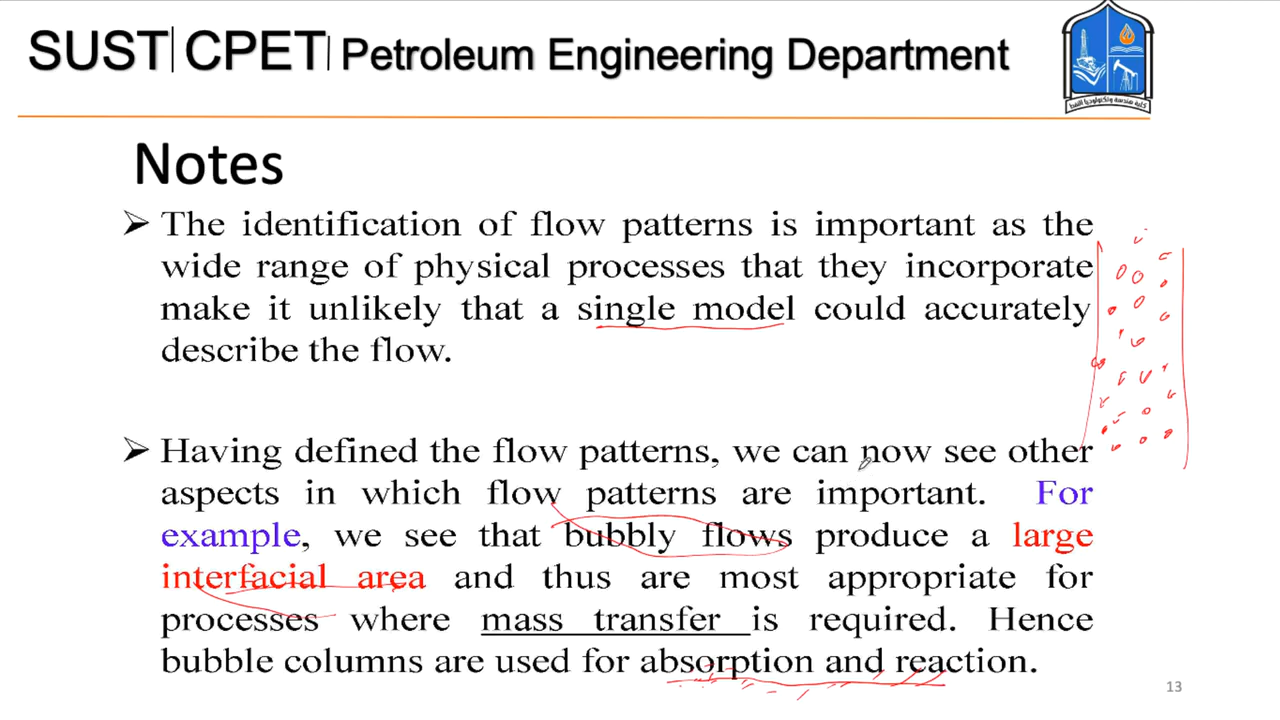 SUST|CPET|Petroleum Engineering Department
كلية هندسة وتكنولوجيا النفط
Notes
➢ The identification of flow patterns is important as the
wide range of physical processes that they incorporate
make it unlikely that a single model could accurately
describe the flow.
➢ Having defined the flow patterns, we can now see other
aspects in which flow patterns are important. For
example, we see that bubbly flows produce a large
interfacial area and thus are most appropriate for
processes where mass transfer is required. Hence
bubble columns are used for absorption and reaction.
13